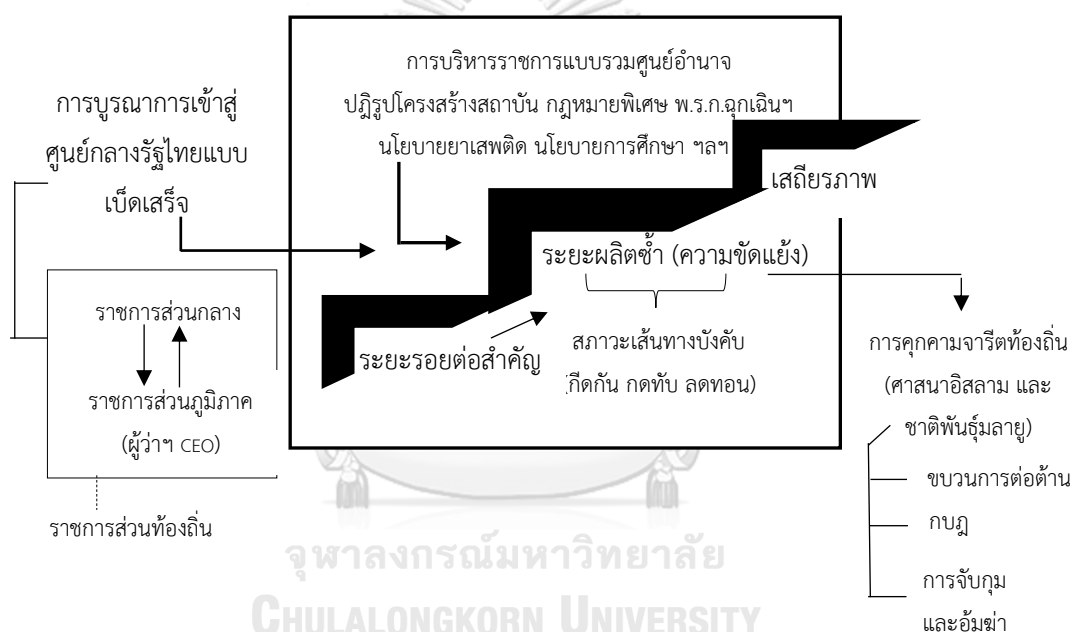 การบริหารราชการแบบรวมศูนย์อำนาจ
ปฎิรูปโครงสร้างสถาบัน กฎหมายพิเศษ พ.ร.ก.ฉุกเฉินฯ
นโยบายยาเสพติด นโยบายการศึกษา ฯลฯ
การบูรณาการเข้าสู่
ศูนย์กลางรัฐไทยแบบ
เบ็ดเสร็จ
เสถียรภาพ
ระยะผลิตซ้ำ (ความขัดแย้ง)
ราชการส่วนกลาง
ราชการส่วนภูมิภาค
(ผู้ว่าฯ CEO)
ราชการส่วนท้องถิ่น
ระยะรอยต่อสำคัญ
สภาวะเส้นทางบังคับ
(กีดกัน กดทับ ลดทอน)
การคุกคามจารีตท้องถิ่น
(ศาสนาอิสลาม และ
ชาติพันธุ์มลายู)
ขบวนการต่อต้าน
กบฎ
การจับกุม
และอุ้มฆ่า
จุฬาลงกรณ์มหาวิทยาลัย
CHULALONGKORN UNIVERSITY